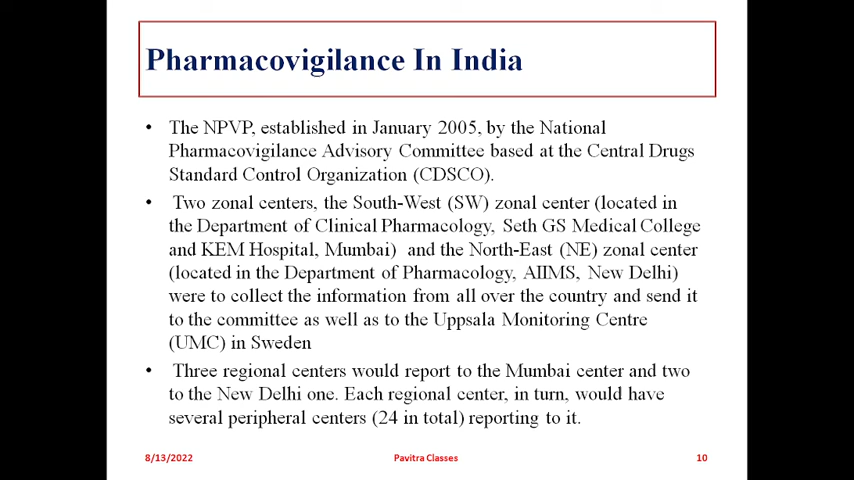 Pharmacovigilance In India
• The NPVP, established in January 2005, by the National
Pharmacovigilance Advisory Committee based at the Central Drugs
Standard Control Organization (CDSCO).
• Two zonal centers, the South-West (SW) zonal center (located in
the Department of Clinical Pharmacology, Seth GS Medical College
and KEM Hospital, Mumbai) and the North-East (NE) zonal center
(located in the Department of Pharmacology, AIIMS, New Delhi)
were to collect the information from all over the country and send it
to the committee as well as to the Uppsala Monitoring Centre
(UMC) in Sweden
• Three regional centers would report to the Mumbai center and two
to the New Delhi one. Each regional center, in turn, would have
several peripheral centers (24 in total) reporting to it.
8/13/2022 Pavitra Classes 10